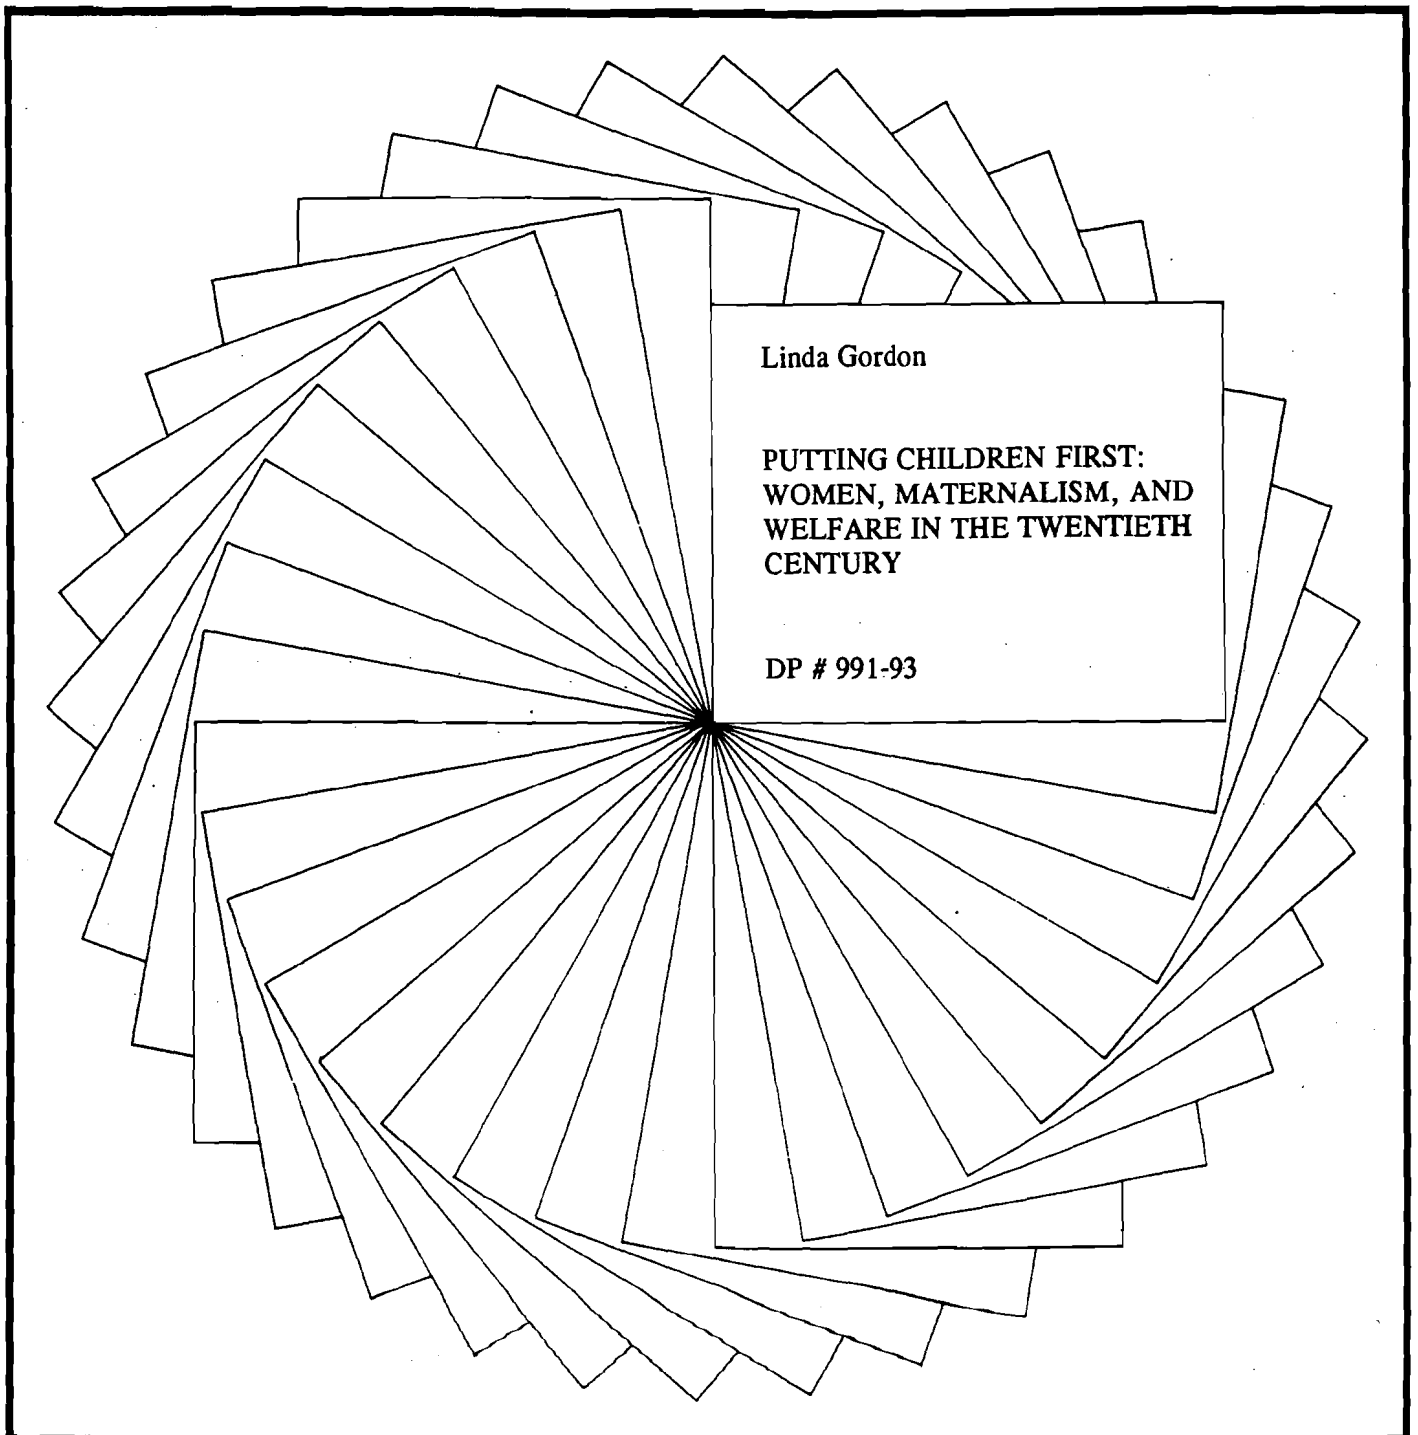 Linda Gordon
PUTTING CHILDREN FIRST:
WOMEN, MATERNALISM, AND
WELFARE IN THE TWENTIETH
CENTURY
DP # 991-93